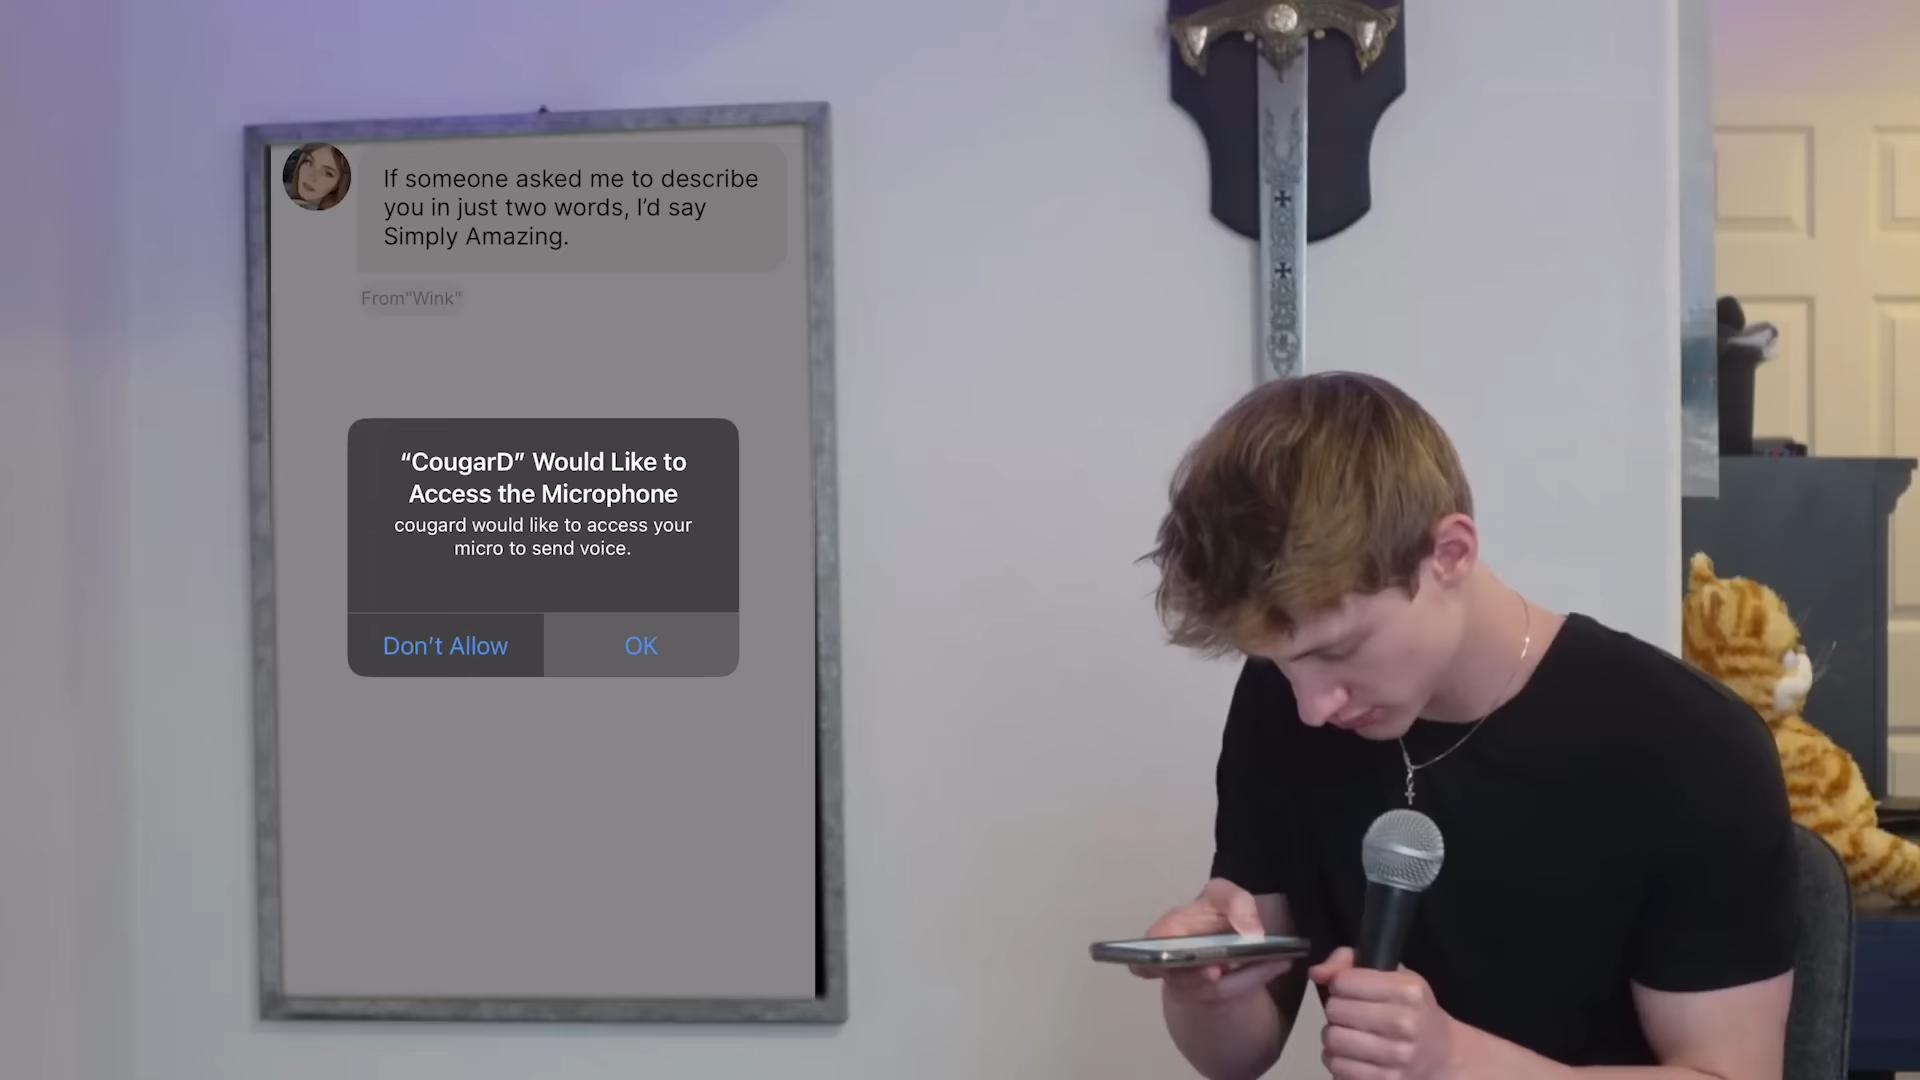 If someone asked me to describe
you in just two words, I’d say
Simply Amazing.
From"Wink"
“CougarD” Would Like to
Access the Microphone
cougard would like to access your
micro to send voice.
Don’t Allow
OK